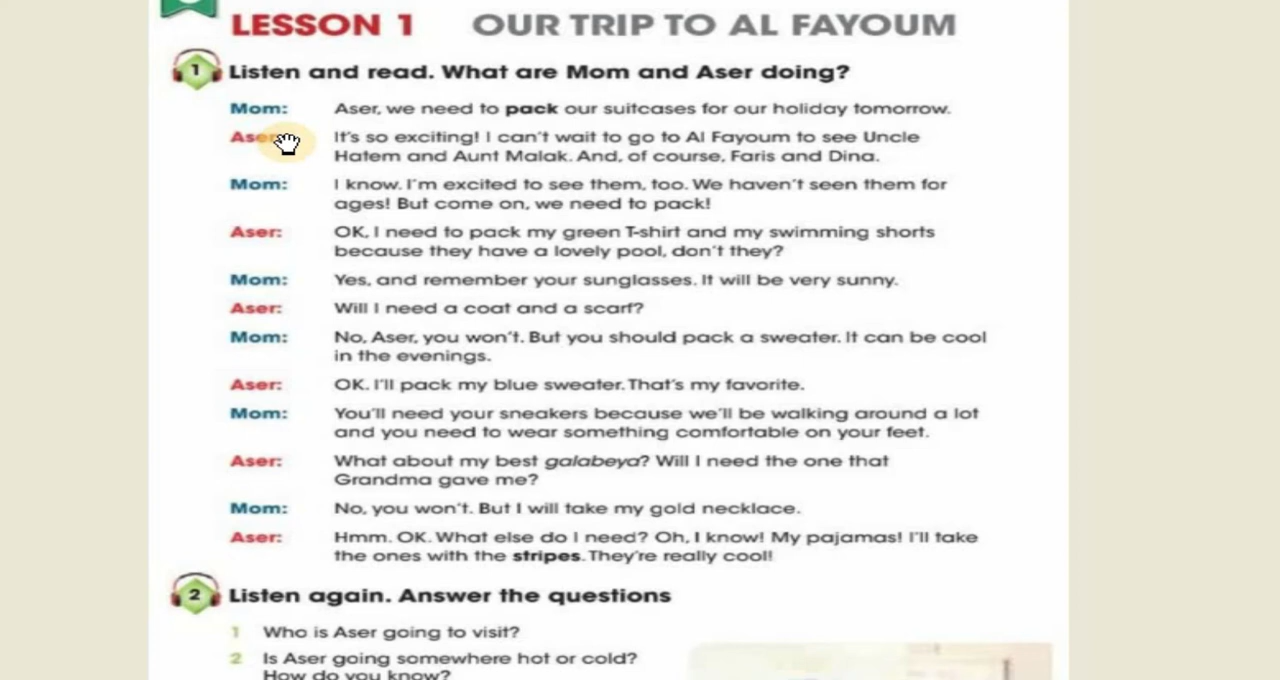 LESSON 1 OUR TRIP TO AL FAYOUM
1 Listen and read. What are Mom and Aser doing?
Mom: Aser, we need to pack our suitcases for our holiday tomorrow.
Aser: It's so exciting! I can't wait to go to Al Fayoum to see Uncle
Hatem and Aunt Malak. And, of course, Faris and Dina.
Mom: I know. I'm excited to see them, too. We haven't seen them for
ages! But come on, we need to pack!
Aser: OK, I need to pack my green T-shirt and my swimming shorts
because they have a lovely pool, don't they?
Mom: Yes, and remember your sunglasses. It will be very sunny.
Aser: Will I need a coat and a scarf?
Mom: No, Aser, you won't. But you should pack a sweater. It can be cool
in the evenings.
Aser: OK. I'll pack my blue sweater. That's my favorite.
Mom: You'll need your sneakers because we'll be walking around a lot
and you need to wear something comfortable on your feet.
Aser: What about my best galabeya? Will I need the one that
Grandma gave me?
Mom: No, you won't. But I will take my gold necklace.
Aser: Hmm. OK. What else do I need? Oh, I know! My pajamas! I'll take
the ones with the stripes. They're really cool!
2 Listen again. Answer the questions
1 Who is Aser going to visit?
2 Is Aser going somewhere hot or cold?
How do you know?